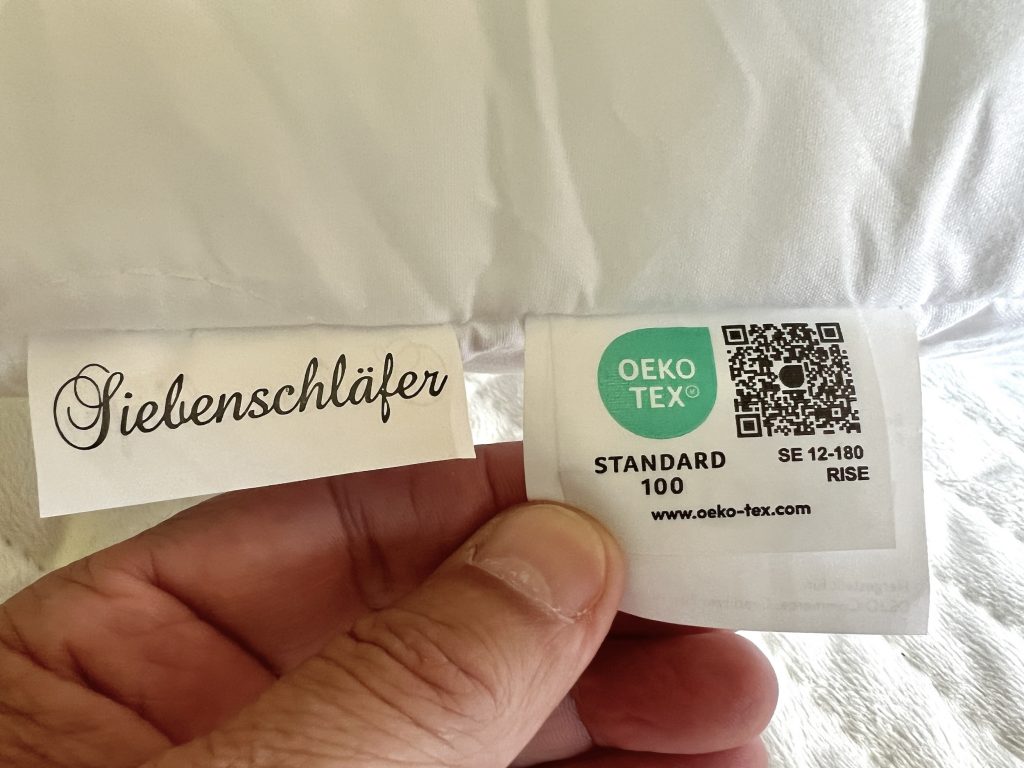 Siebenschläfer
OEKO
TEX®
STANDARD
100
SE 12-180
RISE
www.oeko-tex.com